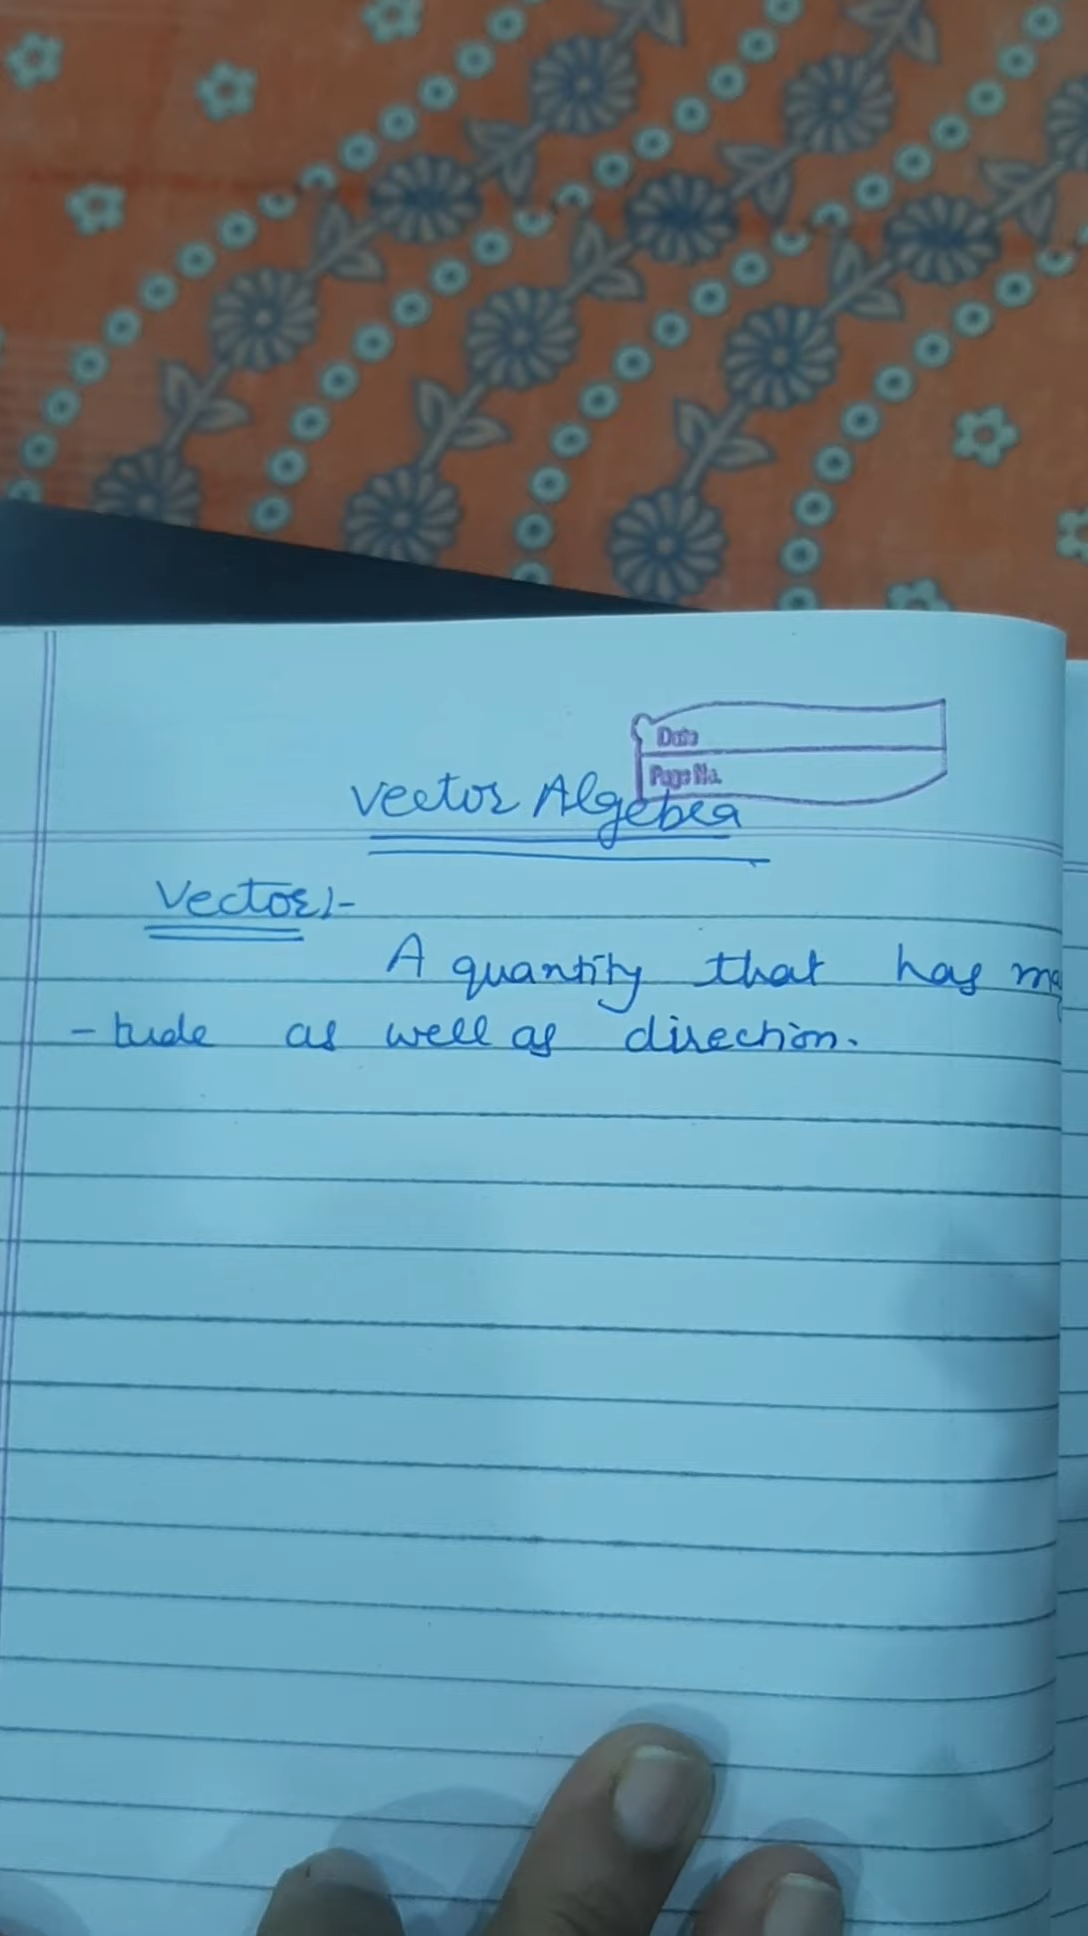 Date
Page No.
Vector Algebra
Vector:-
A quantity that has
-tude as well as direction.